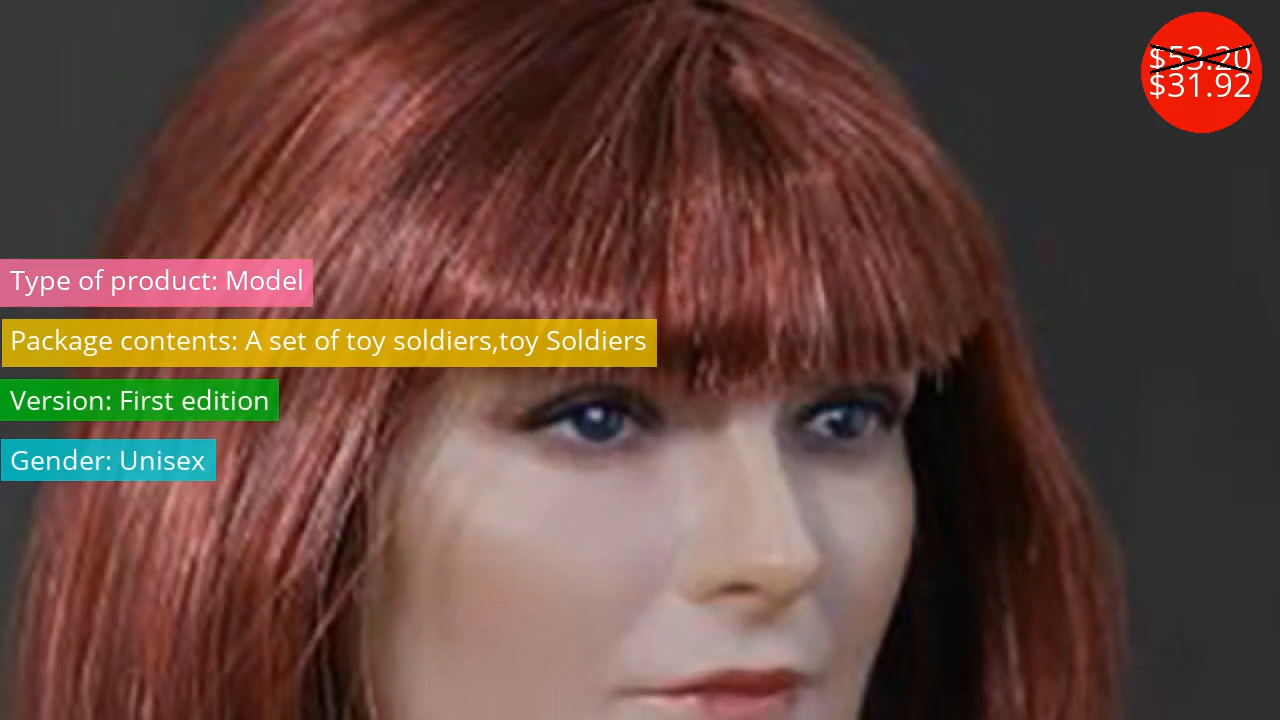 $53.20
$31.92
Type of product: Model
Package contents: A set of toy soldiers,toy Soldiers
Version: First edition
Gender: Unisex